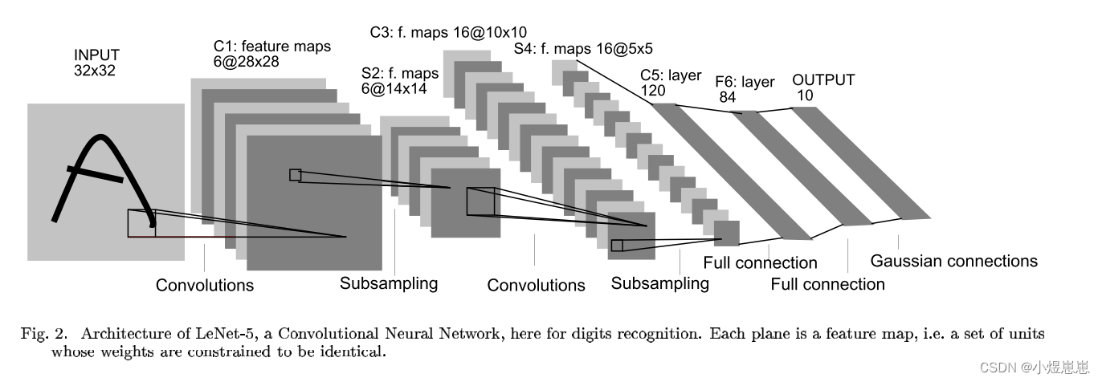 INPUT
32x32
C1: feature maps
6@28x28
S2: f. maps
6@14x14
C3: f. maps 16@10x10
S4: f. maps 16@5x5
C5: layer
120
F6: layer
84
OUTPUT
10
Convolutions
Subsampling
Convolutions
Subsampling
Full connection
Full connection
Gaussian connections
Fig. 2. Architecture of LeNet-5, a Convolutional Neural Network, here for digits recognition. Each plane is a feature map, i.e. a set of units
whose weights are constrained to be identical.
CSDN @小煜崽崽